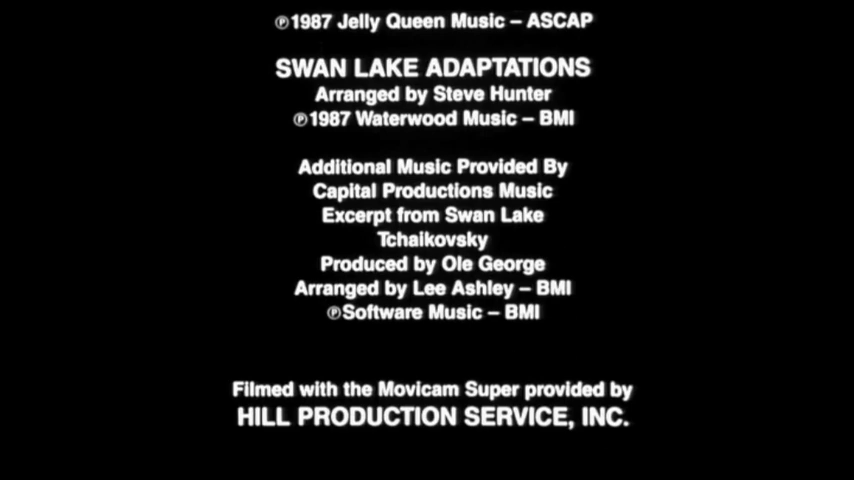 ℗1987 Jelly Queen Music – ASCAP
SWAN LAKE ADAPTATIONS
Arranged by Steve Hunter
℗1987 Waterwood Music – BMI
Additional Music Provided By
Capital Productions Music
Excerpt from Swan Lake
Tchaikovsky
Produced by Ole George
Arranged by Lee Ashley – BMI
℗Software Music – BMI
Filmed with the Movicam Super provided by
HILL PRODUCTION SERVICE, INC.